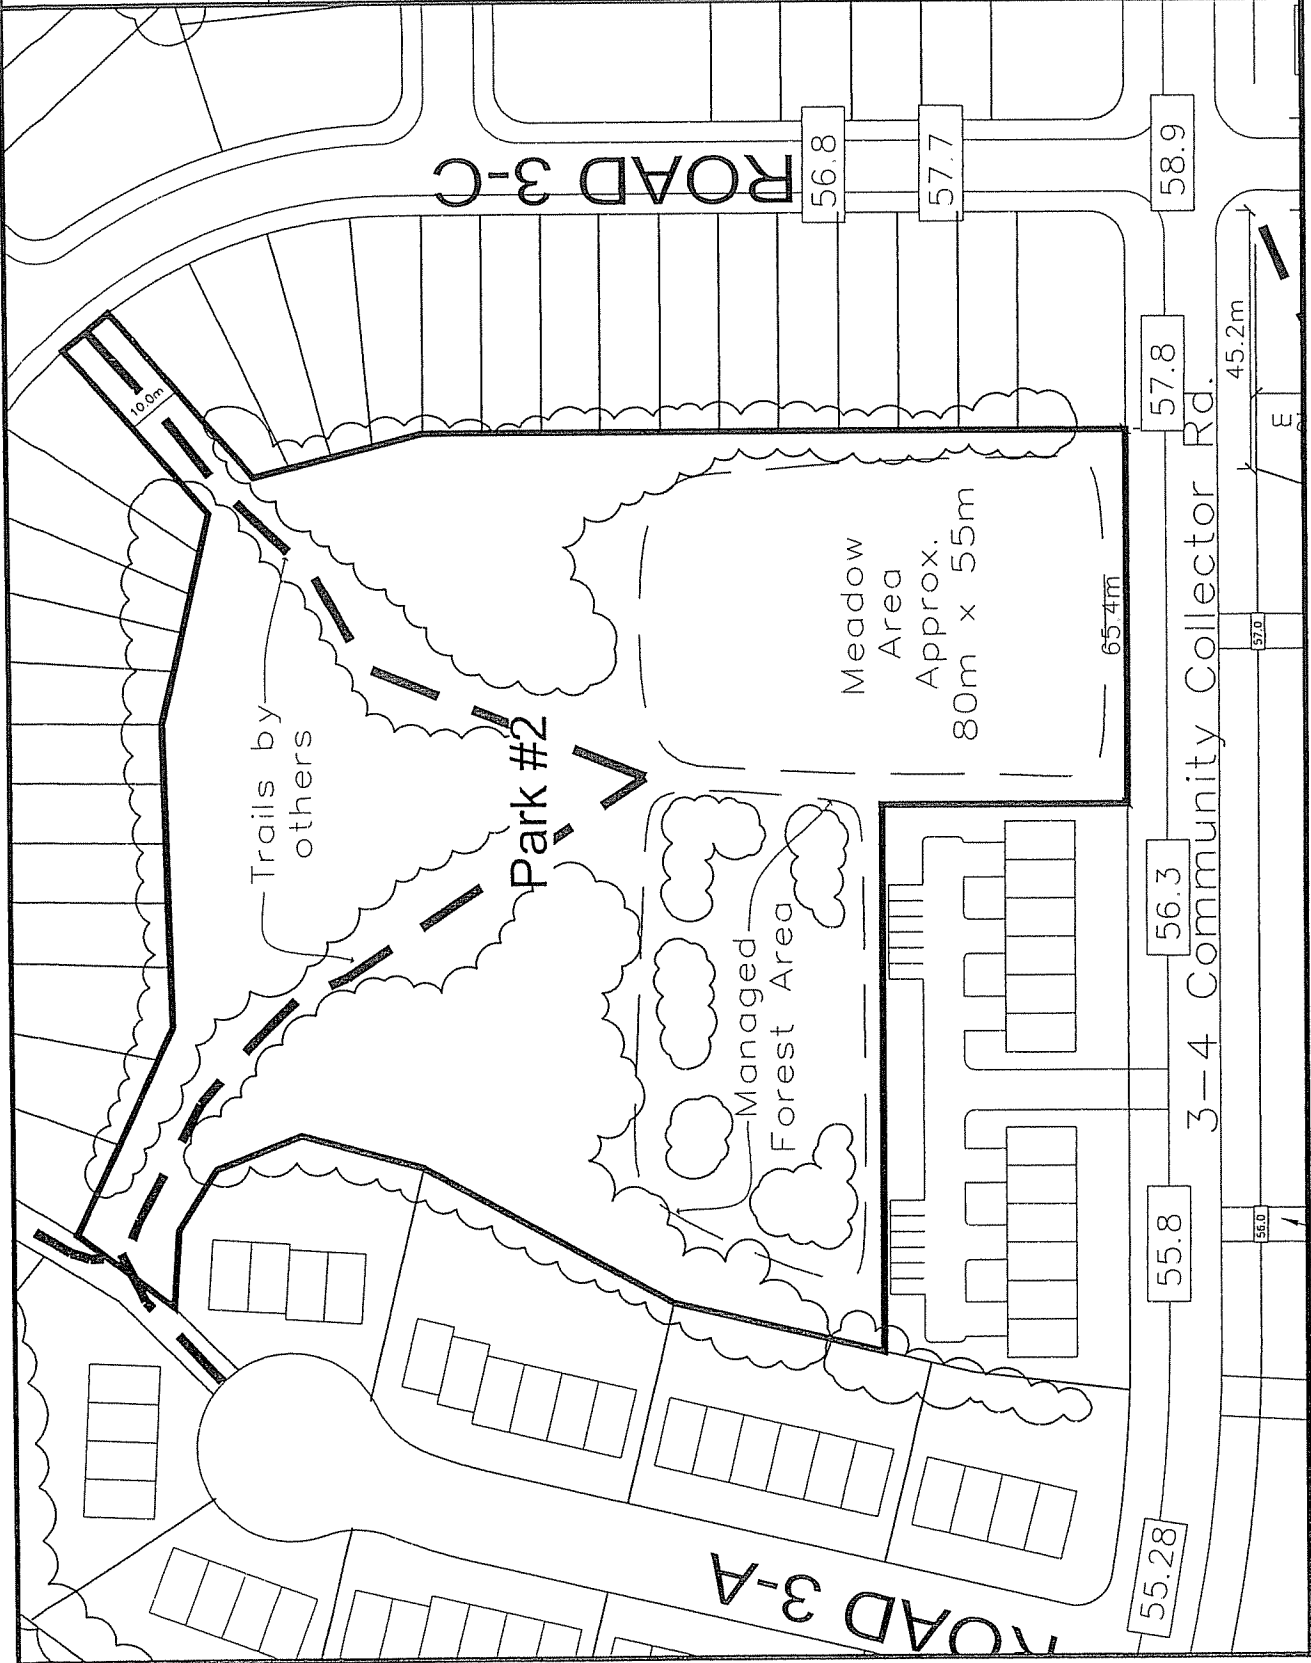 ROAD 3-C
56.8
57.7
58.9
10.0m
57.8
45.2m
E
Trails by
others
Park #2
Meadow
Area
Approx.
80m x 55m
65.4m
Managed
Forest Area
3-4 Community Collector Rd.
57.0
56.3
56.0
55.8
55.28
ROAD 3-A